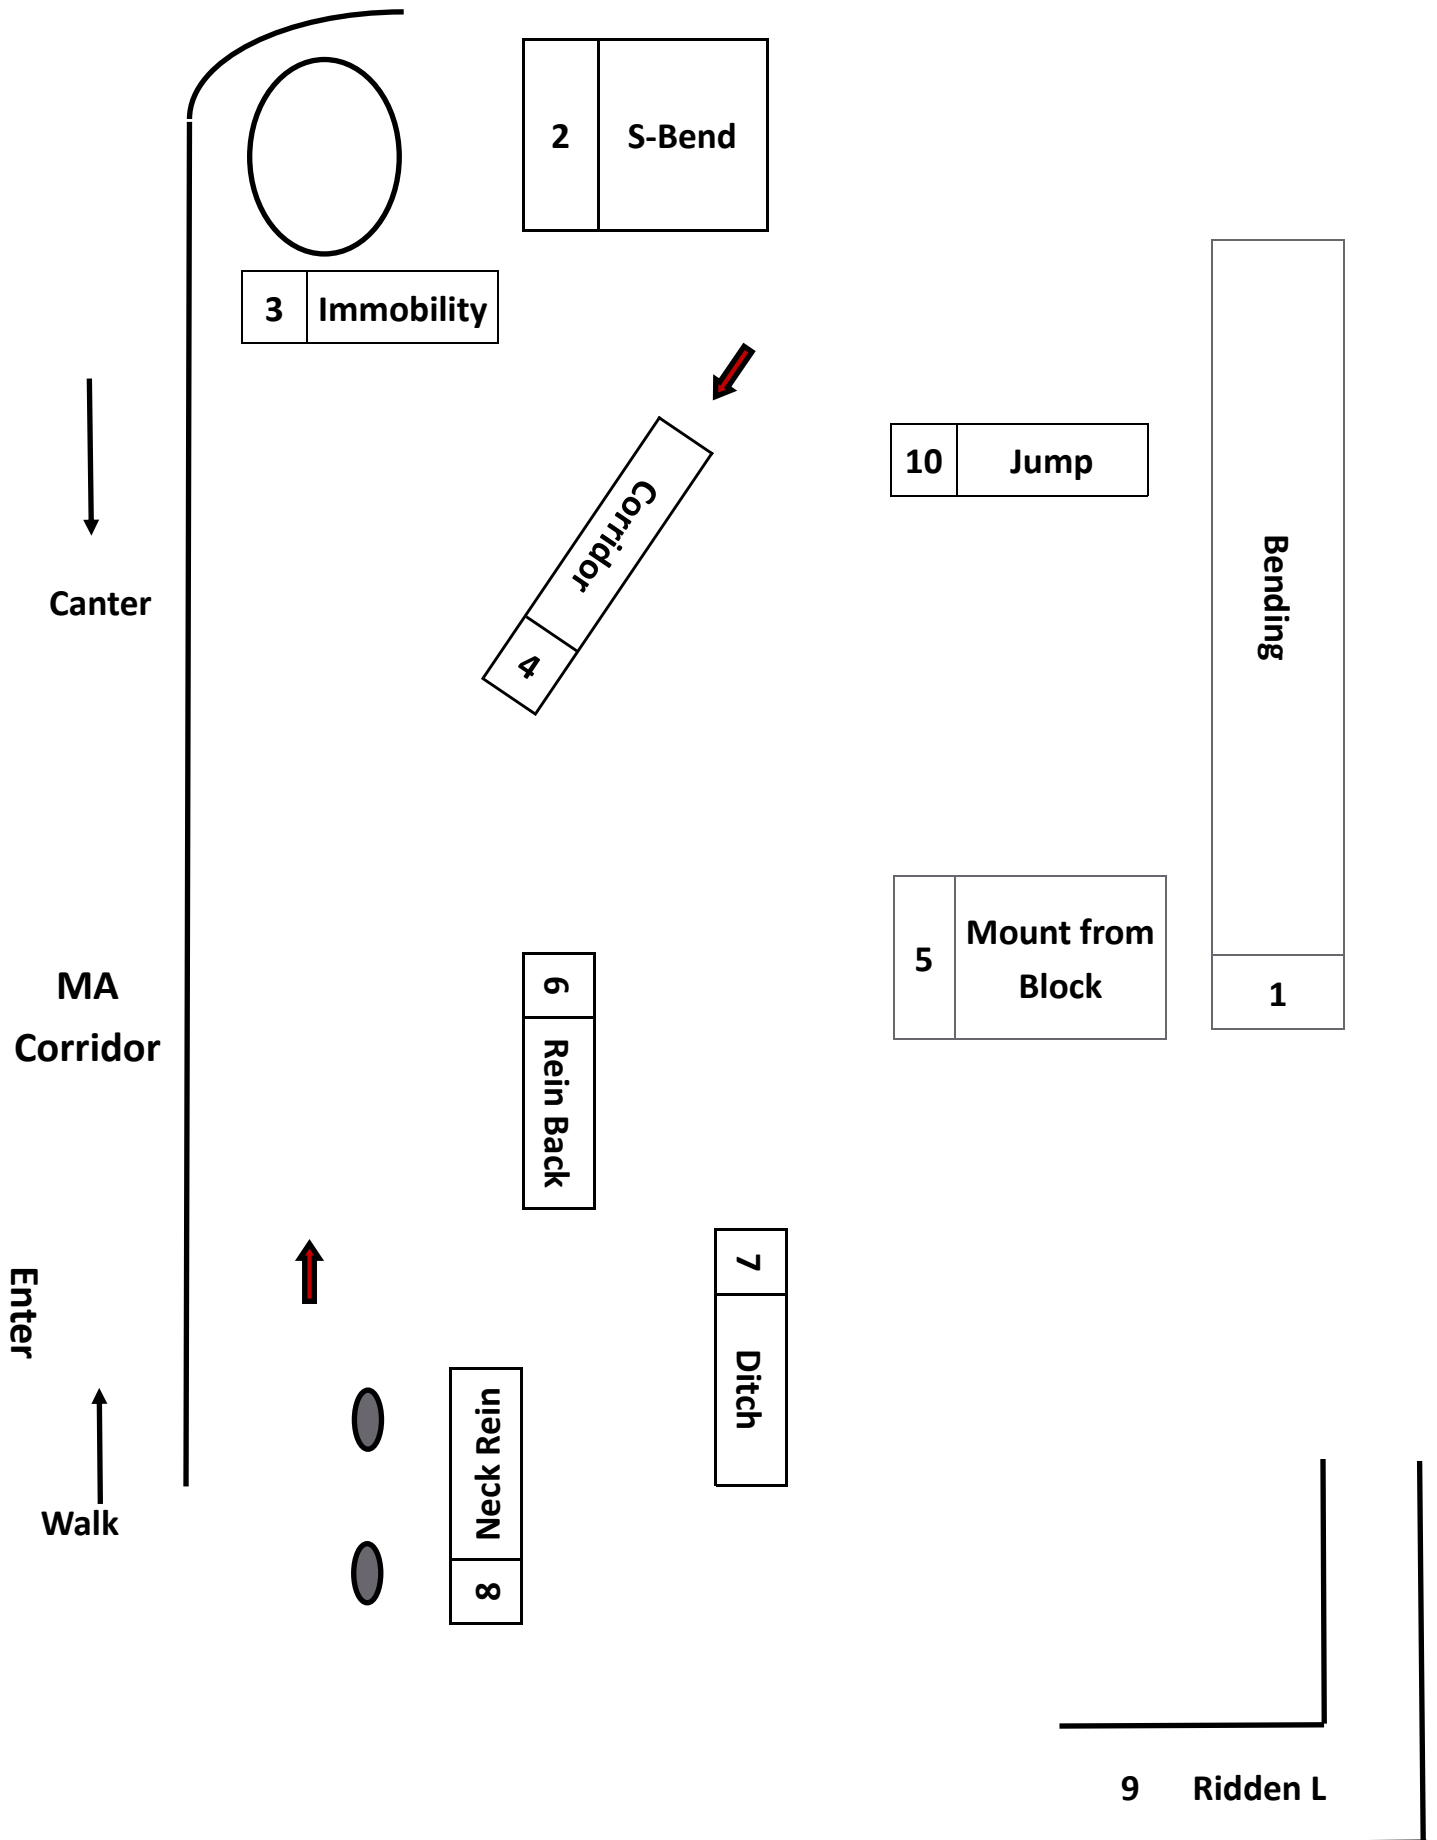 2 S-Bend
3 Immobility
Corridor
4
10 Jump
Bending
1
Canter
5 Mount from
Block
MA
Corridor
6
Rein Back
7
Ditch
Enter
Neck Rein
8
Walk
9 Ridden L